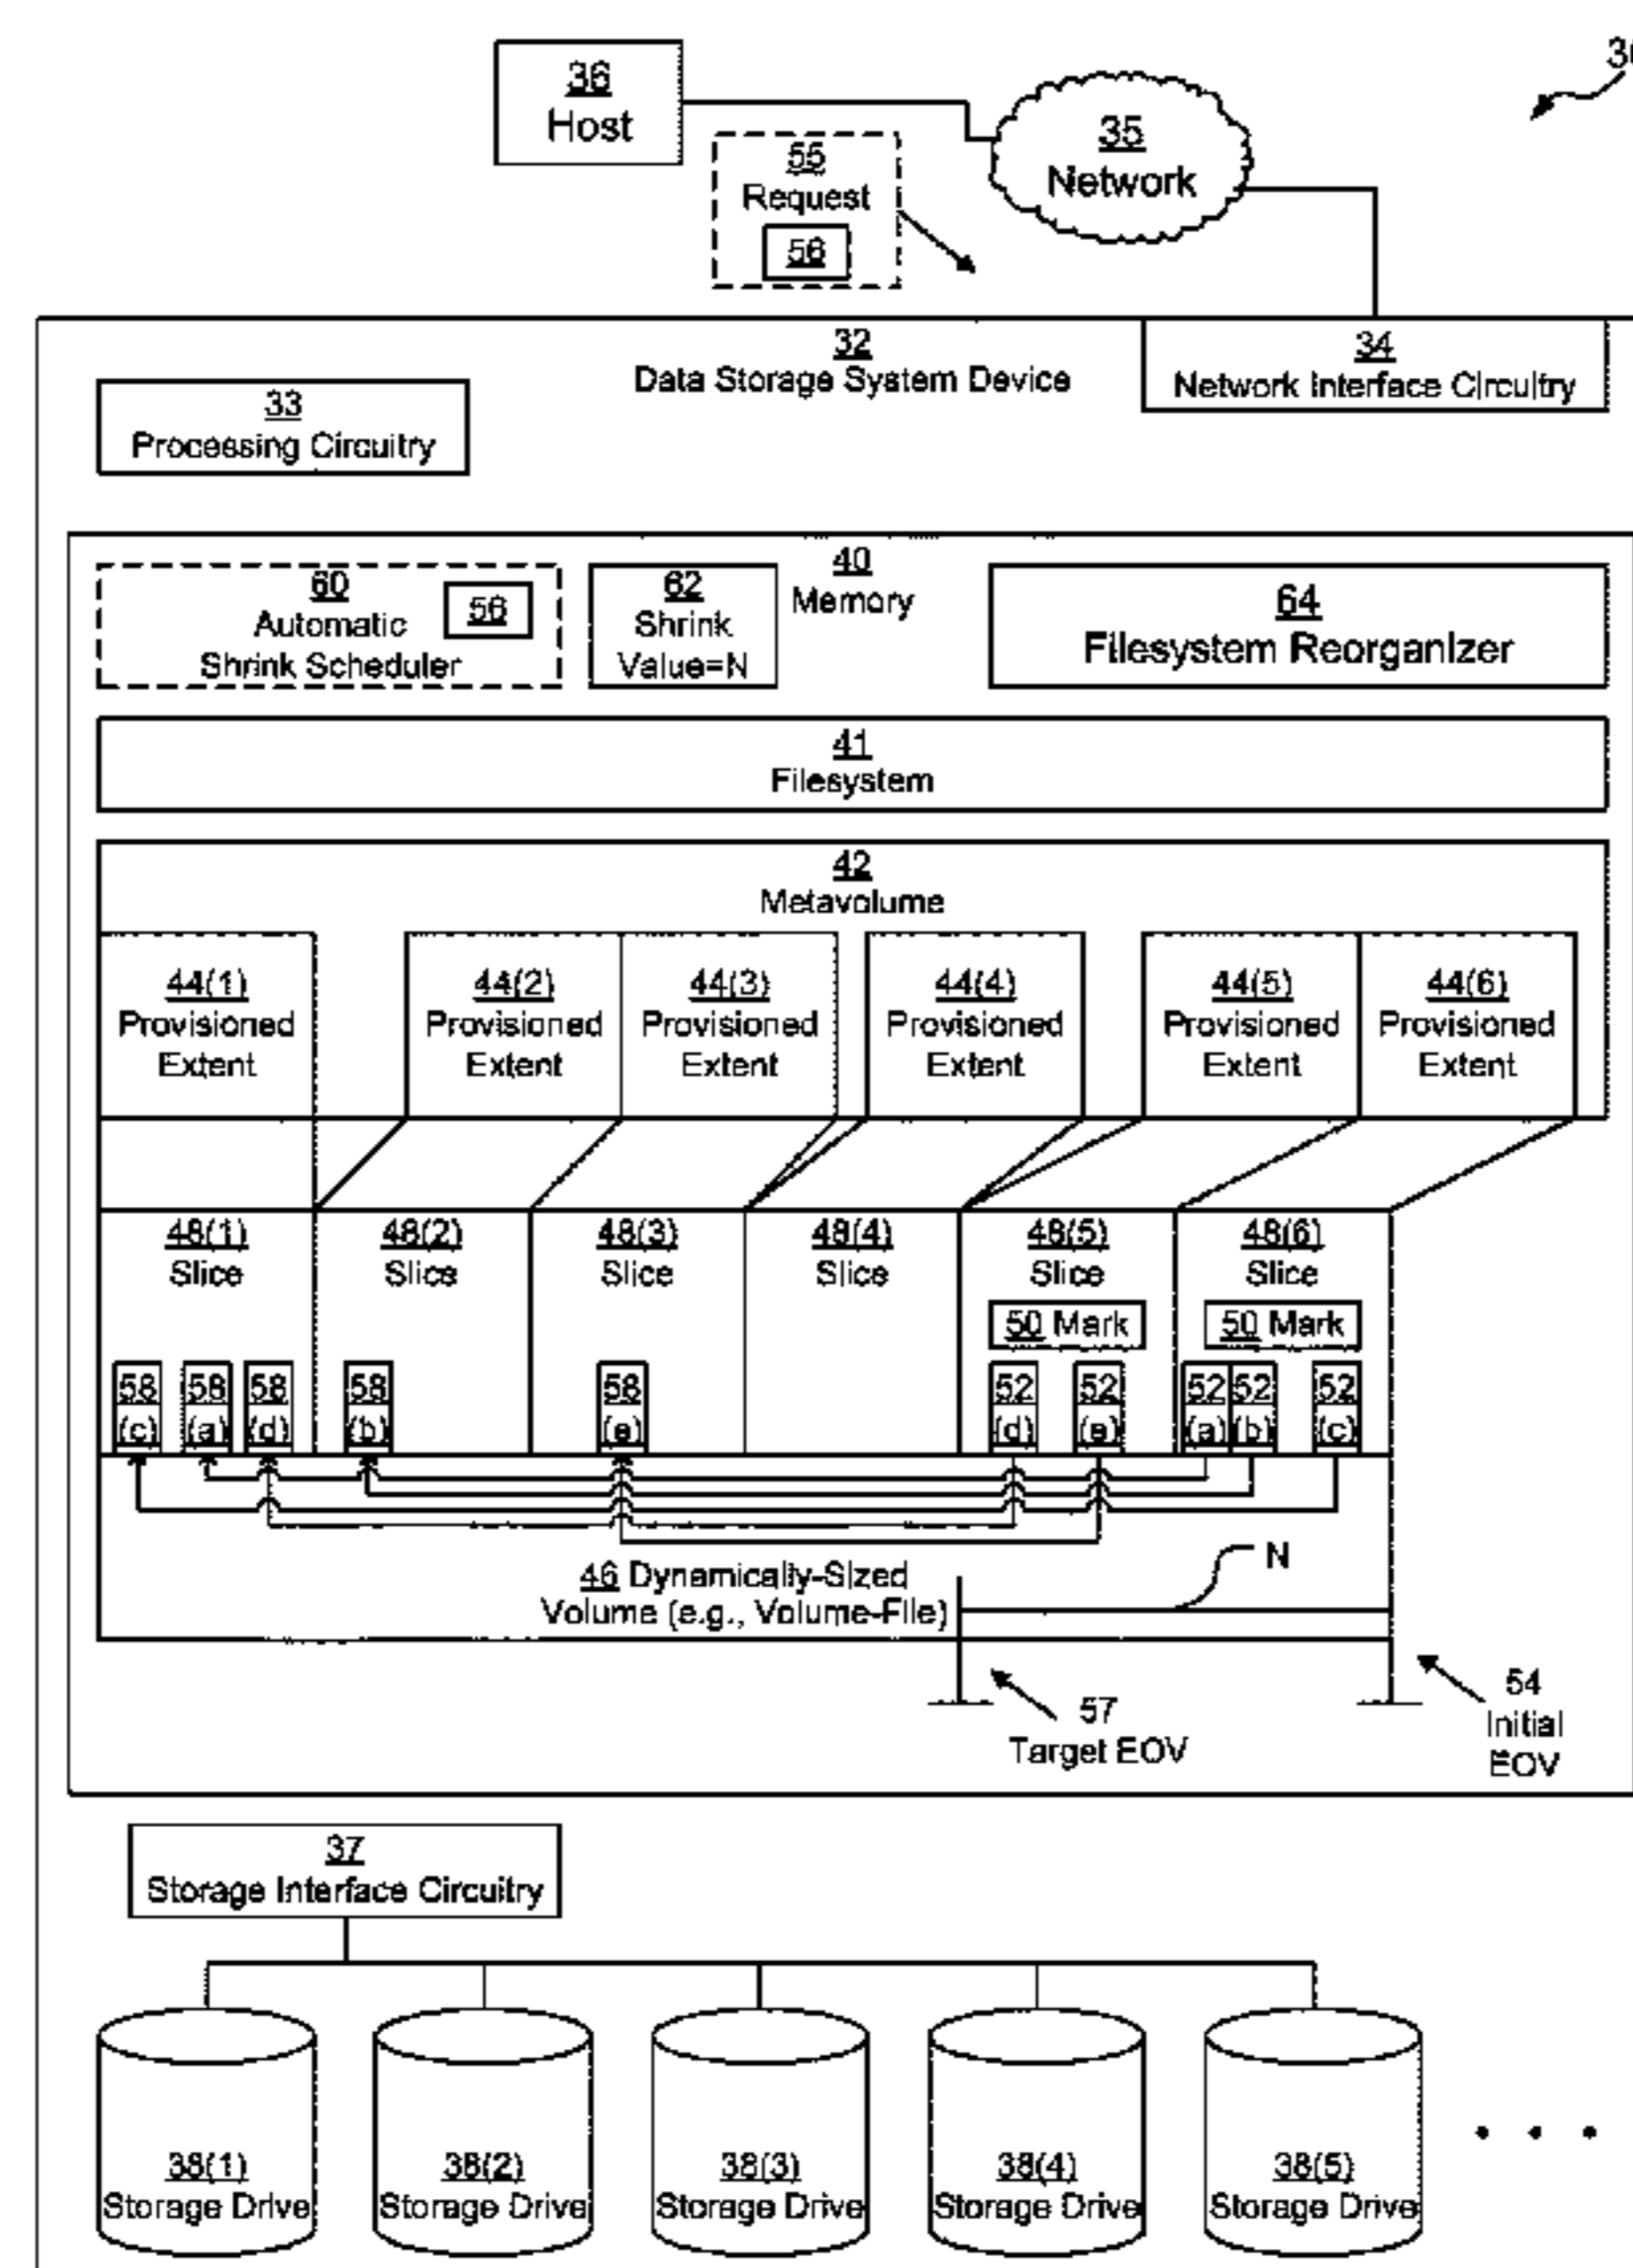 30
36
Host
35
Network
55
Request
56
32
Data Storage System Device
34
Network Interface Circuitry
33
Processing Circuitry
40
Memory
60
Automatic
Shrink Scheduler
56
62
Shrink
Value=N
64
Filesystem Reorganizer
41
Filesystem
42
Metavolume
44(1)
Provisioned
Extent
44(2)
Provisioned
Extent
44(3)
Provisioned
Extent
44(4)
Provisioned
Extent
44(5)
Provisioned
Extent
44(6)
Provisioned
Extent
48(1)
Slice
48(2)
Slice
48(3)
Slice
48(4)
Slice
48(5)
Slice
50 Mark
48(6)
Slice
50 Mark
58
(c)
58
(a)
58
(d)
58
(b)
58
(e)
52
(d)
52
(e)
52
(a)
52
(b)
52
(c)
46 Dynamically-Sized
Volume (e.g., Volume-File)
N
57
Target EOV
54
Initial
EOV
37
Storage Interface Circuitry
38(1)
Storage Drive
38(2)
Storage Drive
38(3)
Storage Drive
38(4)
Storage Drive
38(5)
Storage Drive
. . .